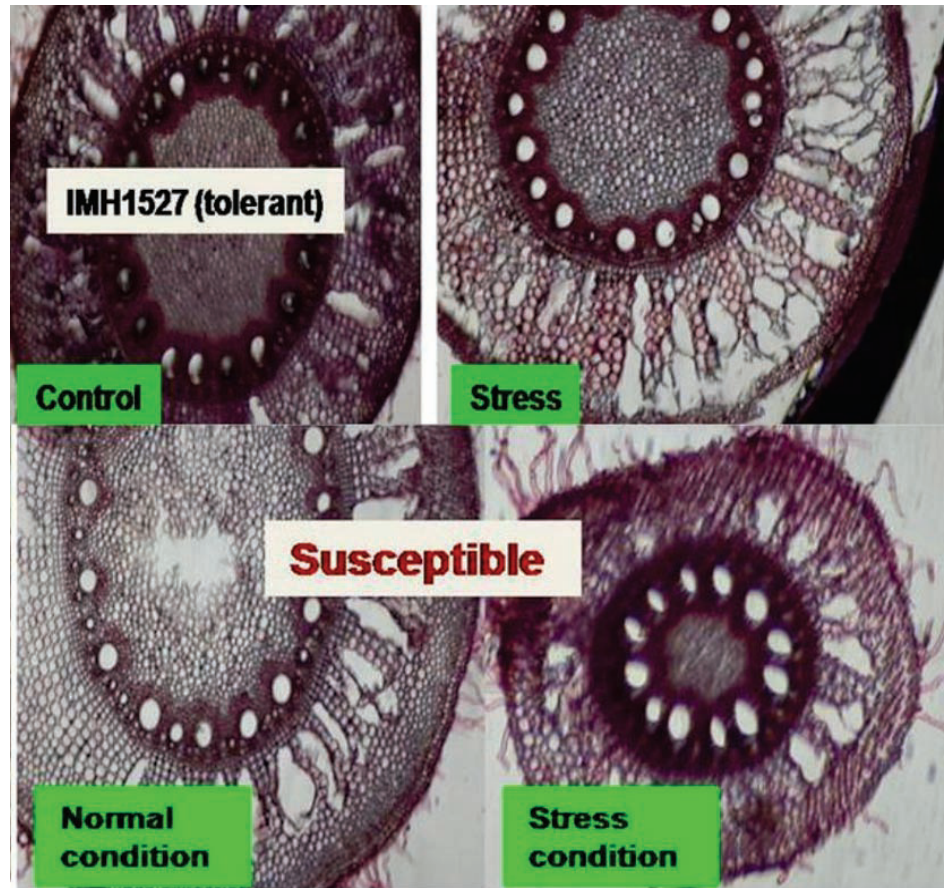 IMH1527 (tolerant)
Control
Stress
Susceptible
Normal
condition
Stress
condition